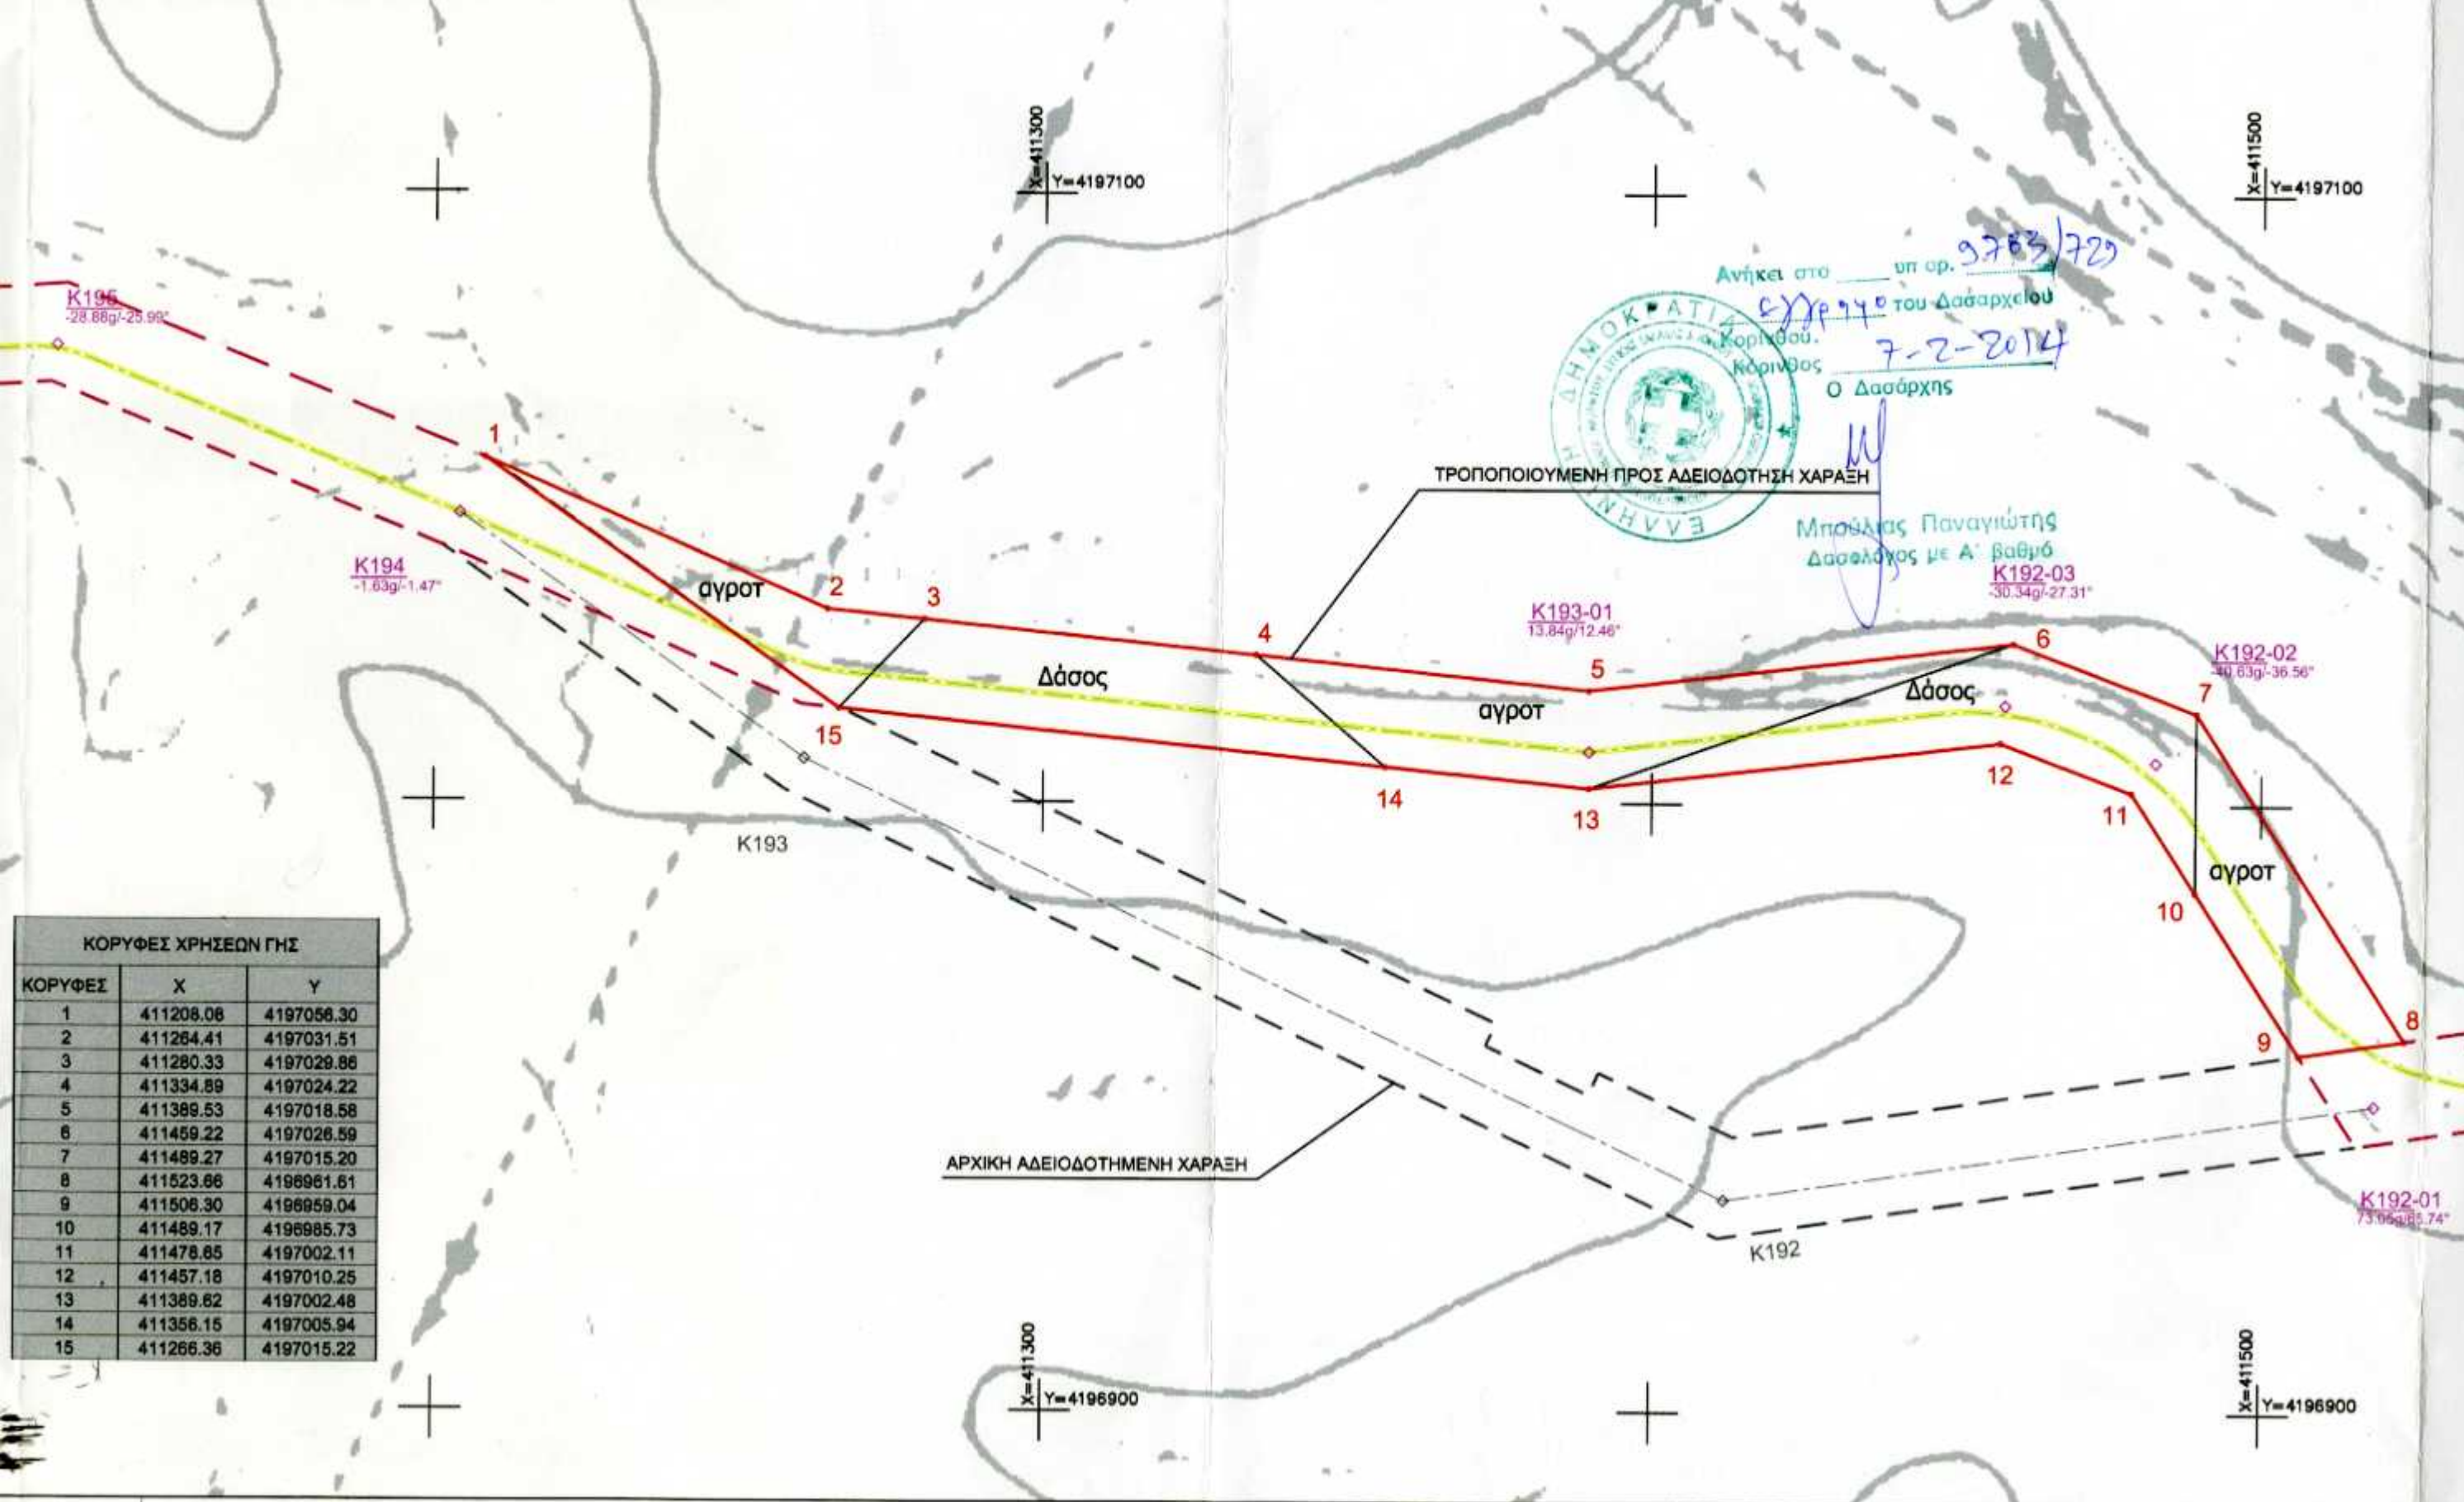 X=411300
Y=4197100
X=411500
Y=4197100
Ανήκει στο υπ αρ. 9763/729
έγγραφο του Δασαρχείου
Κορίνθου.
Κόρινθος 7-2-2014
Ο Δασάρχης
ΕΛΛΗΝΙΚΗ ΔΗΜΟΚΡΑΤΙΑ
Μπούλιας Παναγιώτης
Δασολόγος με Α' βαθμό
K195
-28.88g/-25.99°
1
ΤΡΟΠΟΠΟΙΟΥΜΕΝΗ ΠΡΟΣ ΑΔΕΙΟΔΟΤΗΣΗ ΧΑΡΑΞΗ
K194
-1.63g/-1.47°
αγροτ
2
3
4
K193-01
13.84g/12.46°
K192-03
-30.34g/-27.31°
5
6
K192-02
-40.63g/-36.56°
7
Δάσος
αγροτ
Δάσος
15
14
13
12
11
K193
αγροτ
10
9
8
ΑΡΧΙΚΗ ΑΔΕΙΟΔΟΤΗΜΕΝΗ ΧΑΡΑΞΗ
K192
K192-01
ΚΟΡΥΦΕΣ ΧΡΗΣΕΩΝ ΓΗΣ
ΚΟΡΥΦΕΣ X Y
1 411208.08 4197056.30
2 411264.41 4197031.51
3 411280.33 4197029.86
4 411334.89 4197024.22
5 411389.53 4197018.58
6 411459.22 4197026.59
7 411489.27 4197015.20
8 411523.66 4196961.61
9 411506.30 4196959.04
10 411489.17 4196985.73
11 411478.65 4197002.11
12 411457.18 4197010.25
13 411389.62 4197002.48
14 411356.15 4197005.94
15 411266.36 4197015.22
X=411300
Y=4196900
X=411500
Y=4196900